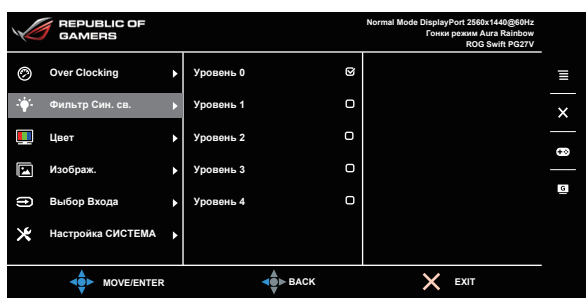 REPUBLIC OF
GAMERS
Normal Mode DisplayPort 2560x1440@60Hz
Гонки режим Aura Rainbow
ROG Swift PG27V
Over Clocking
Уровень 0
Фильтр Син. св.
Уровень 1
Цвет
Уровень 2
Изображ.
Уровень 3
Выбор Входа
Уровень 4
Настройка СИСТЕМА
G
MOVE/ENTER
BACK
EXIT